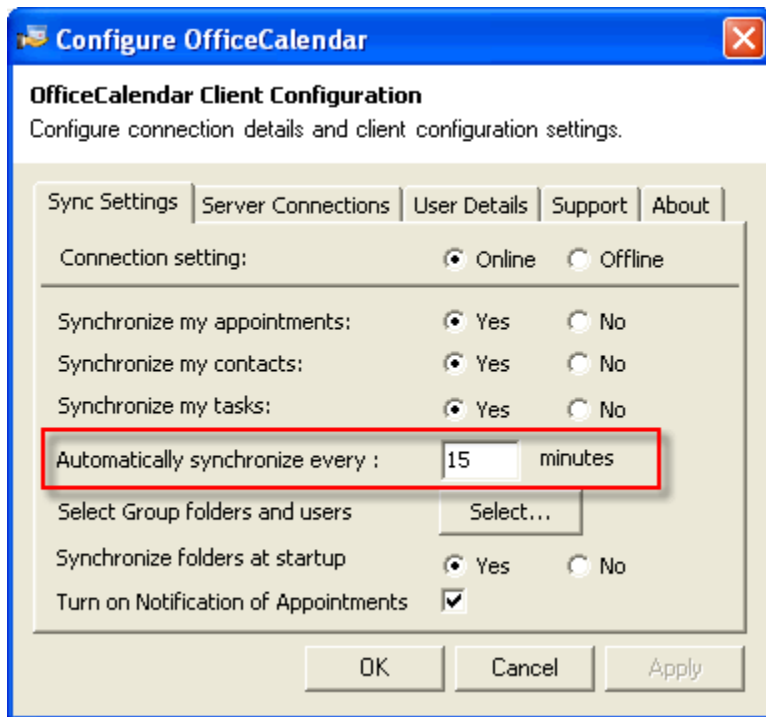 Configure OfficeCalendar
OfficeCalendar Client Configuration
Configure connection details and client configuration settings.
Sync Settings Server Connections User Details Support About
Connection setting: Online Offline
Synchronize my appointments: Yes No
Synchronize my contacts: Yes No
Synchronize my tasks: Yes No
Automatically synchronize every : 15 minutes
Select Group folders and users Select...
Synchronize folders at startup Yes No
Turn on Notification of Appointments
OK Cancel Apply